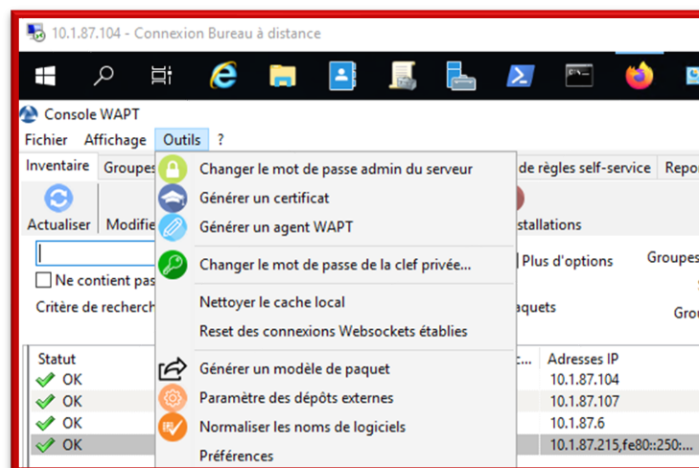 10.1.87.104 - Connexion Bureau à distance
Console WAPT
Fichier Affichage Outils ?
Inventaire Groupes de règles self-service Repo
Changer le mot de passe admin du serveur
Générer un certificat
Actualiser Modifie Générer un agent WAPT stallations
Changer le mot de passe de la clef privée... Plus d'options Groupes
Ne contient pas
Nettoyer le cache local
Critère de recherch aquets Grou
Reset des connexions Websockets établies
Statut Générer un modèle de paquet ... Adresses IP
OK 10.1.87.104
OK Paramètre des dépôts externes 10.1.87.107
OK Normaliser les noms de logiciels 10.1.87.6
OK 10.1.87.215,fe80::250:...
Préférences